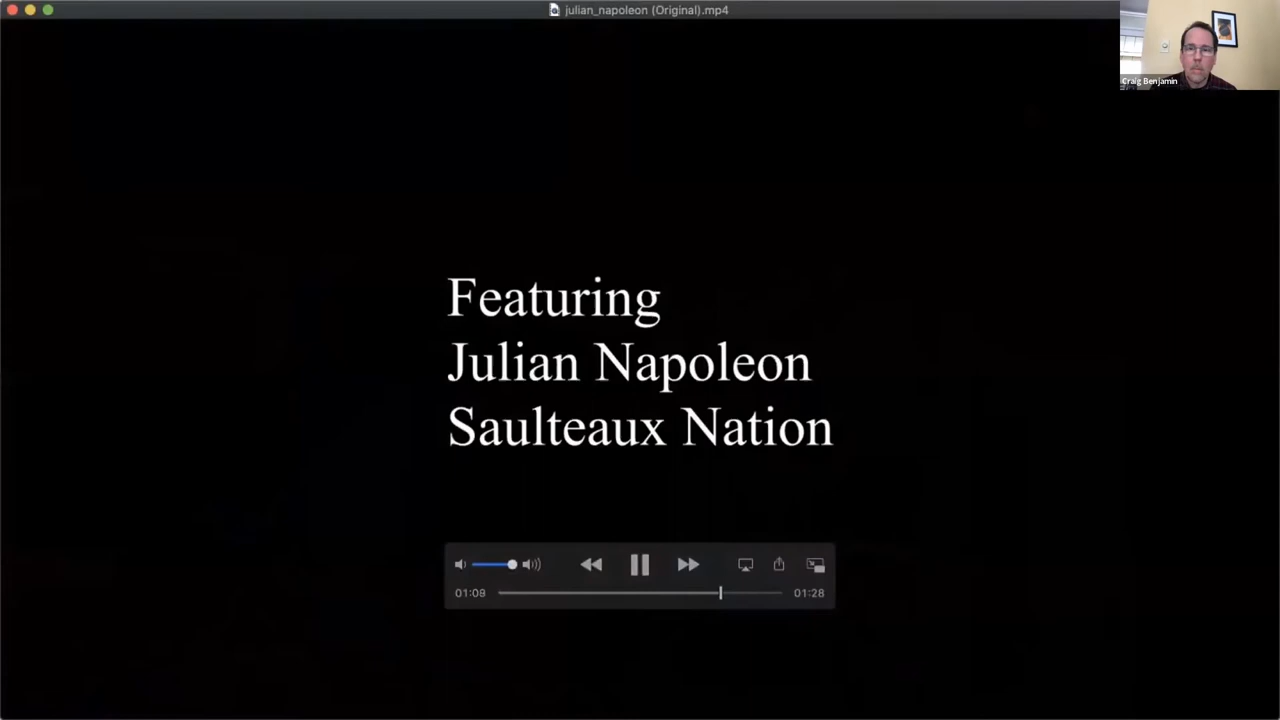 julian_napoleon (Original).mp4
Craig Benjamin
Featuring
Julian Napoleon
Saulteaux Nation
01:09
01:28